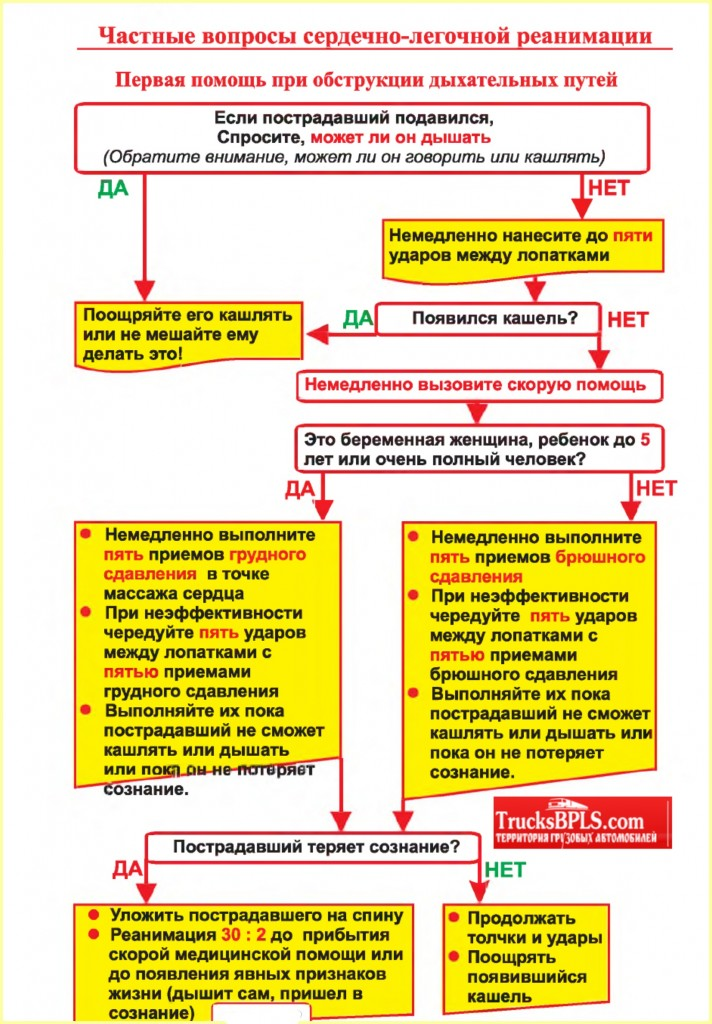 Частные вопросы сердечно-легочной реанимации
Первая помощь при обструкции дыхательных путей
Если пострадавший подавился,
Спросите, может ли он дышать
(Обратите внимание, может ли он говорить или кашлять)
ДА
НЕТ
Немедленно нанесите до пяти
ударов между лопатками
Поощряйте его кашлять
или не мешайте ему
делать это!
ДА
Появился кашель?
НЕТ
Немедленно вызовите скорую помощь
Это беременная женщина, ребенок до 5
лет или очень полный человек?
ДА
НЕТ
Немедленно выполните
пять приемов грудного
сдавления в точке
массажа сердца
При неэффективности
чередуйте пять ударов
между лопатками с
пятью приемами
грудного сдавления
Выполняйте их пока
пострадавший не сможет
кашлять или дышать
или пока он не потеряет
сознание.
Немедленно выполните
пять приемов брюшного
сдавления
При неэффективности
чередуйте пять ударов
между лопатками с
пятью приемами
брюшного сдавления
Выполняйте их пока
пострадавший не сможет
кашлять или дышать или
пока он не потеряет
сознание.
TrucksBPLS.com
ТЕРРИТОРИЯ ГРУЗОВЫХ АВТОМОБИЛЕЙ
Пострадавший теряет сознание?
ДА
НЕТ
Уложить пострадавшего на спину
Реанимация 30 : 2 до прибытия
скорой медицинской помощи или
до появления явных признаков
жизни (дышит сам, пришел в
сознание)
Продолжать
толчки и удары
Поощрять
появившийся
кашель